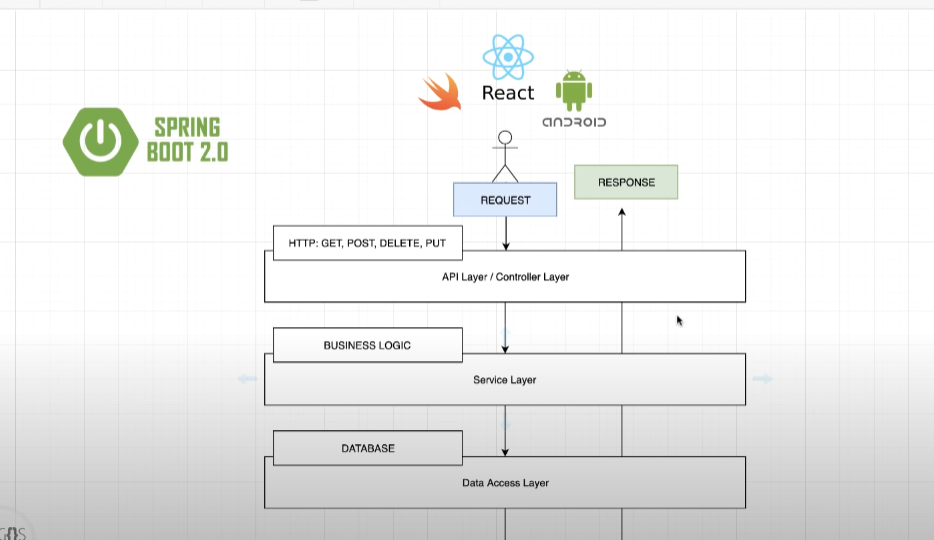 React
ANDROID
SPRING
BOOT 2.0
RESPONSE
REQUEST
HTTP: GET, POST, DELETE, PUT
API Layer / Controller Layer
BUSINESS LOGIC
Service Layer
DATABASE
Data Access Layer